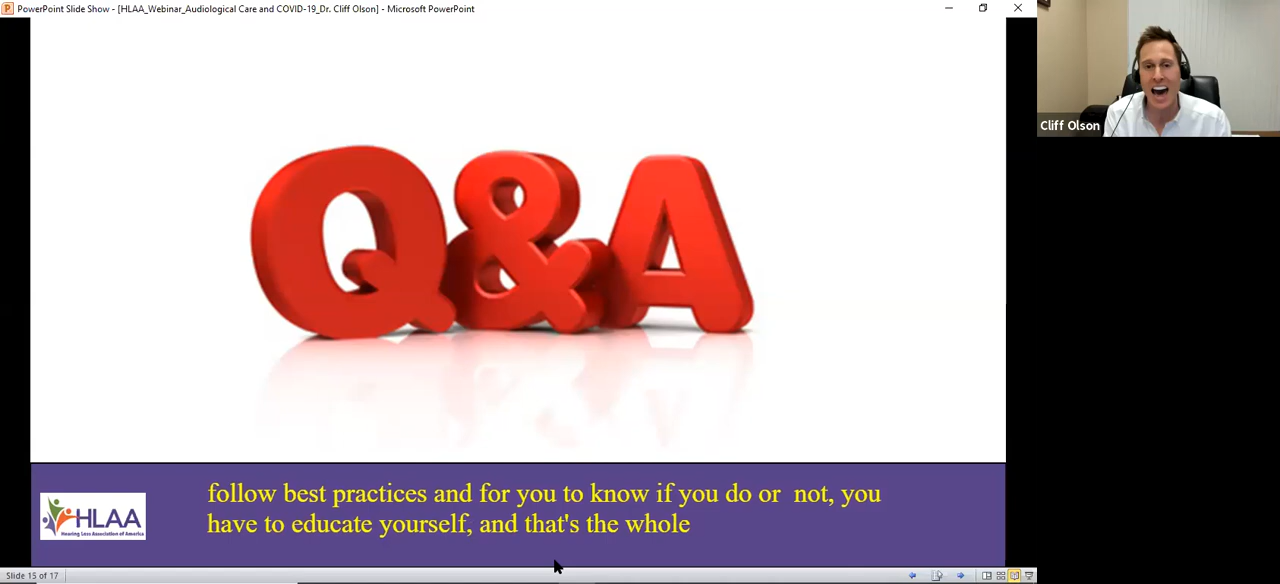 PowerPoint Slide Show - [HLAA_Webinar_Audiological Care and COVID-19_Dr. Cliff Olson] - Microsoft PowerPoint
Cliff Olson
Q&A
follow best practices and for you to know if you do or  not, you
have to educate yourself, and that's the whole
HLAA
Hearing Loss Association of America
Slide 15 of 17